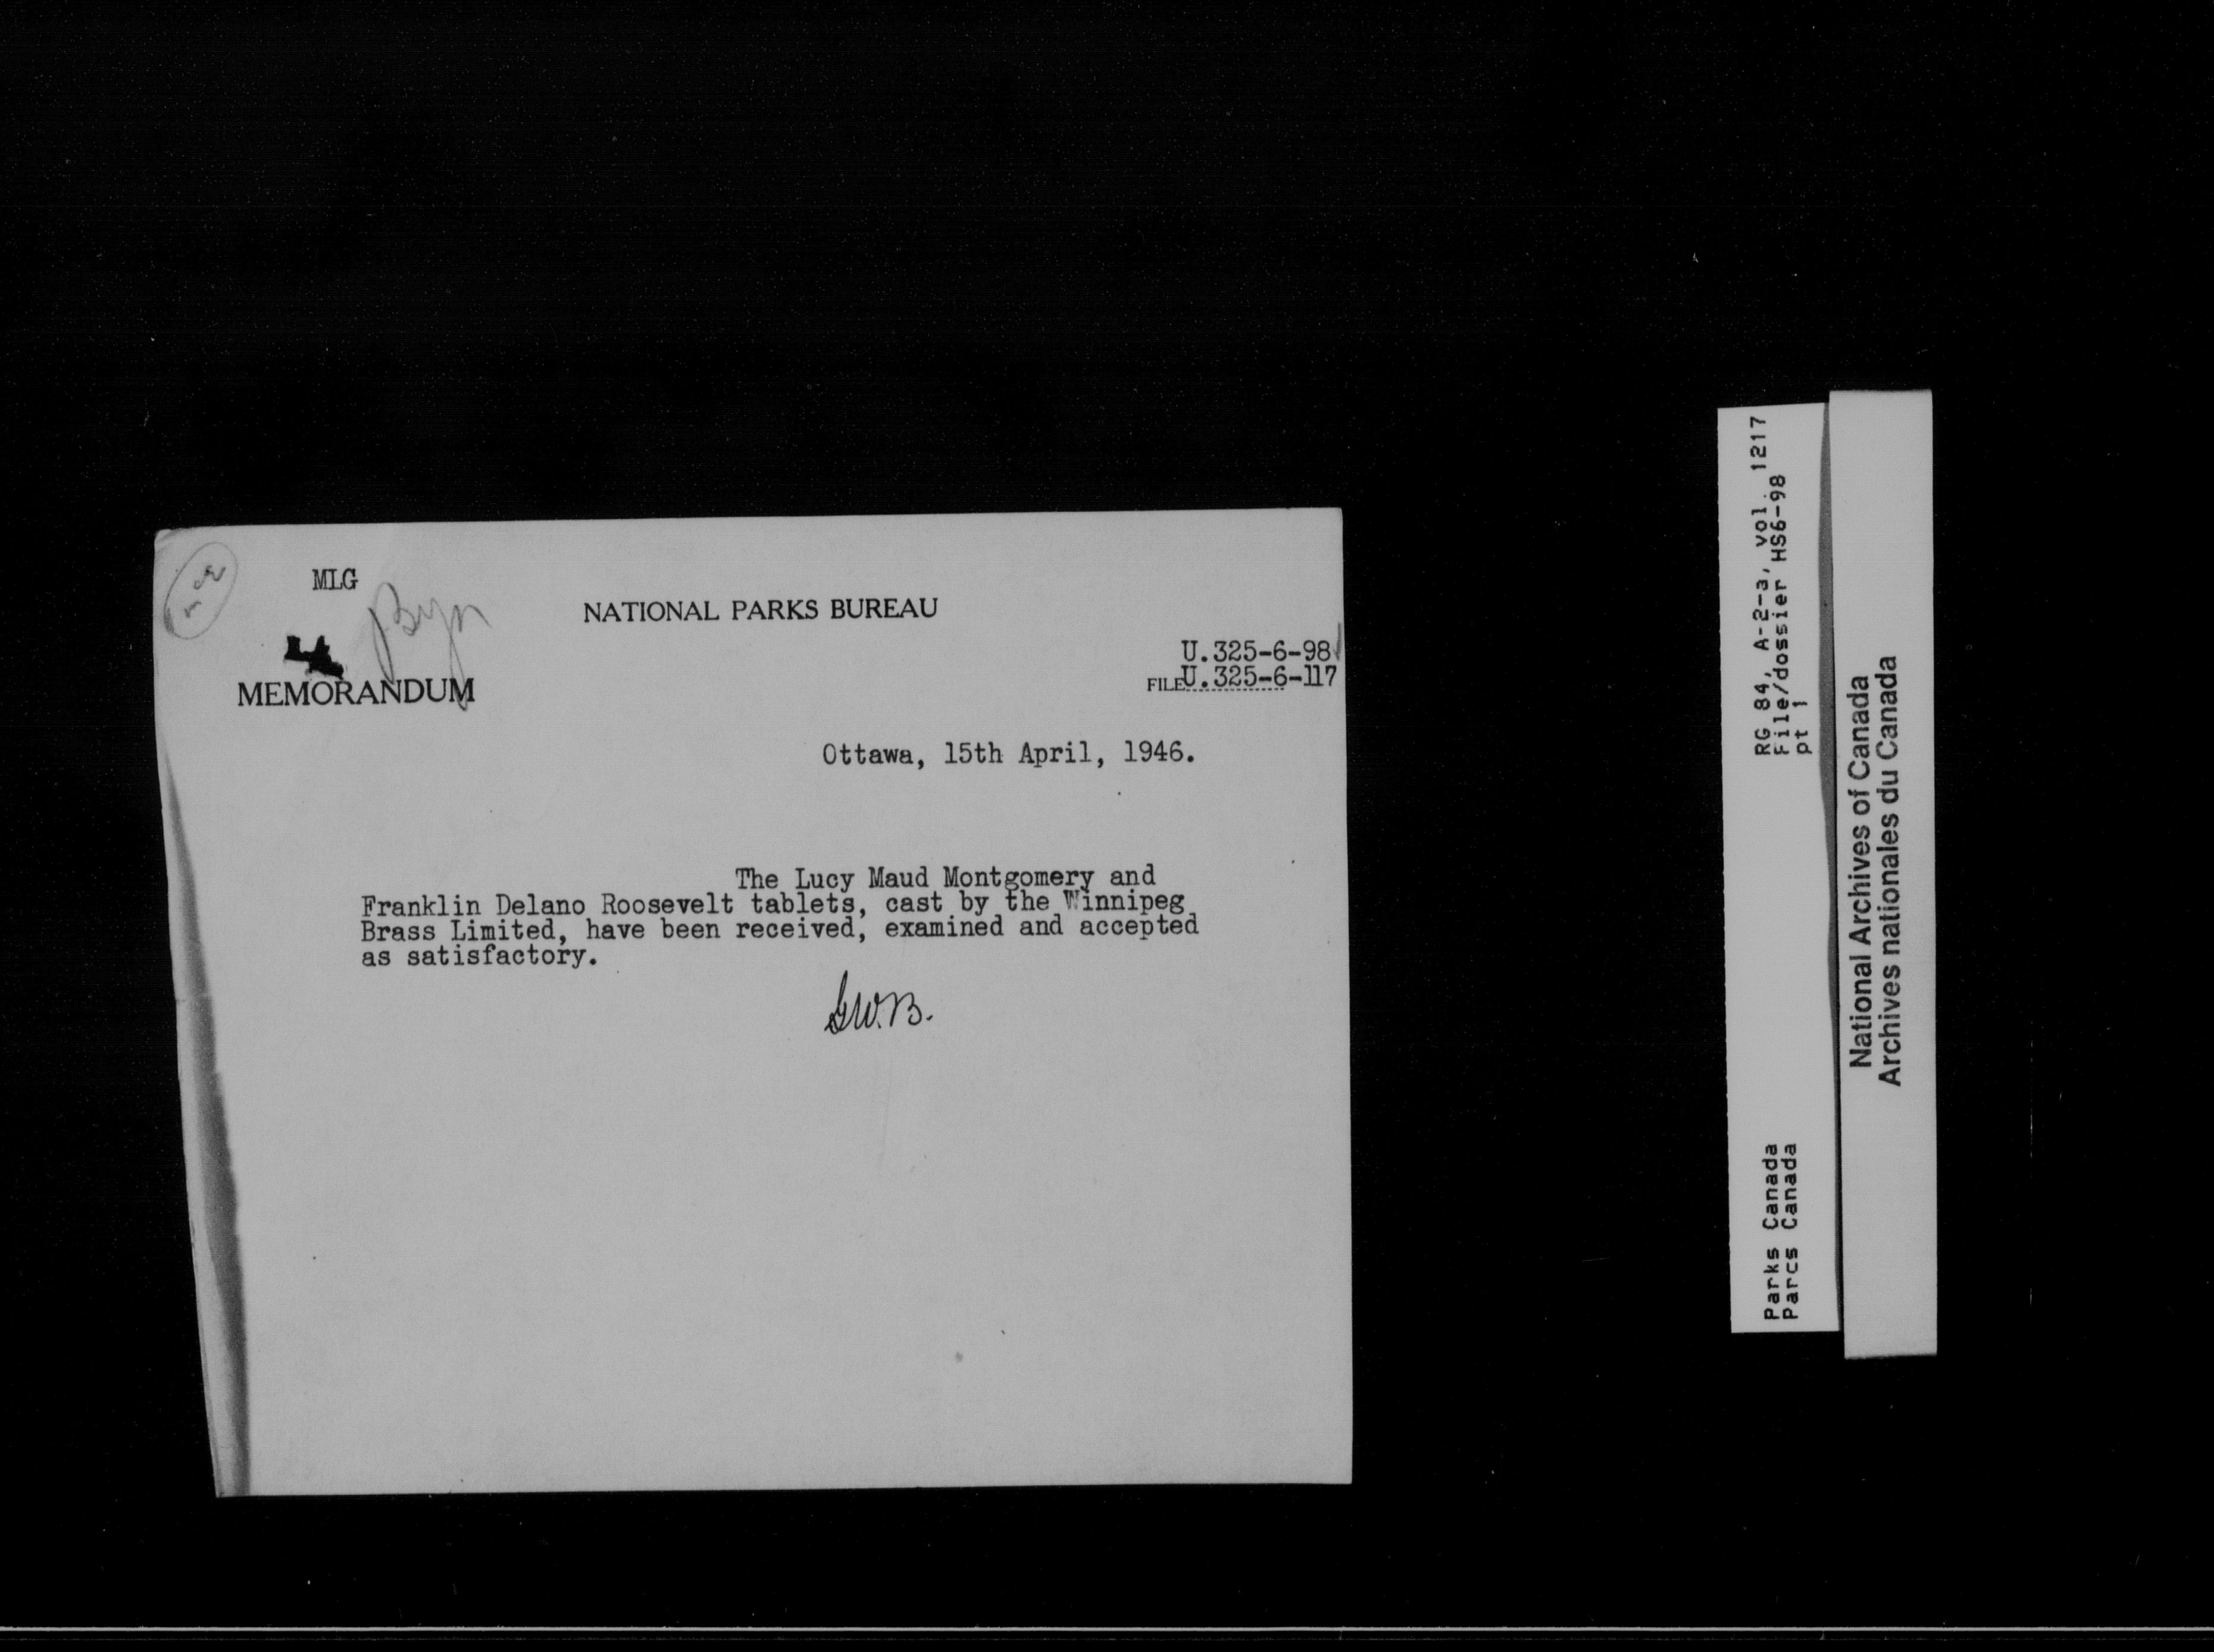 MLG
NATIONAL PARKS BUREAU
U.325-6-98
MEMORANDUM
FILE U.325-6-117
Ottawa, 15th April, 1946.
The Lucy Maud Montgomery and
Franklin Delano Roosevelt tablets, cast by the Winnipeg
Brass Limited, have been received, examined and accepted
as satisfactory.
G.W.B.
RG 84, A-2-a, vol. 1217
File/dossier HS6-98
pt 1
Parks Canada
Parcs Canada
National Archives of Canada
Archives nationales du Canada